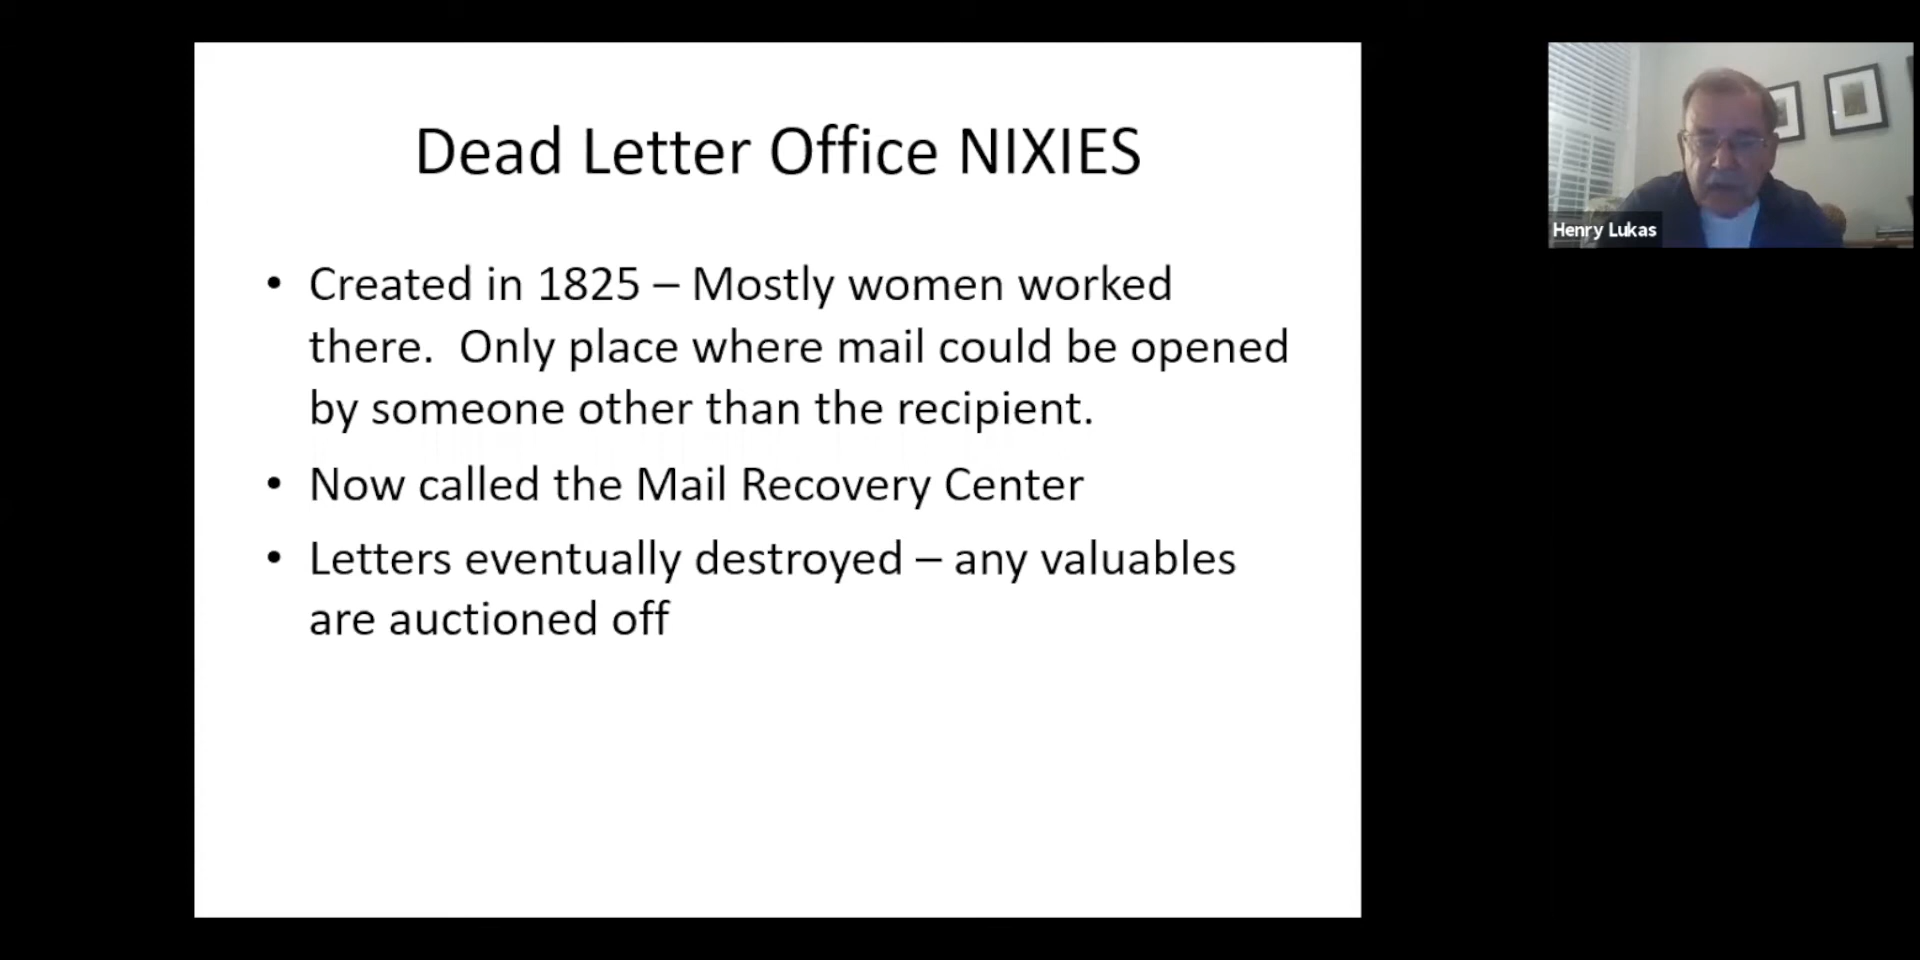 Dead Letter Office NIXIES
• Created in 1825 – Mostly women worked
there.  Only place where mail could be opened
by someone other than the recipient.
• Now called the Mail Recovery Center
• Letters eventually destroyed – any valuables
are auctioned off
Henry Lukas